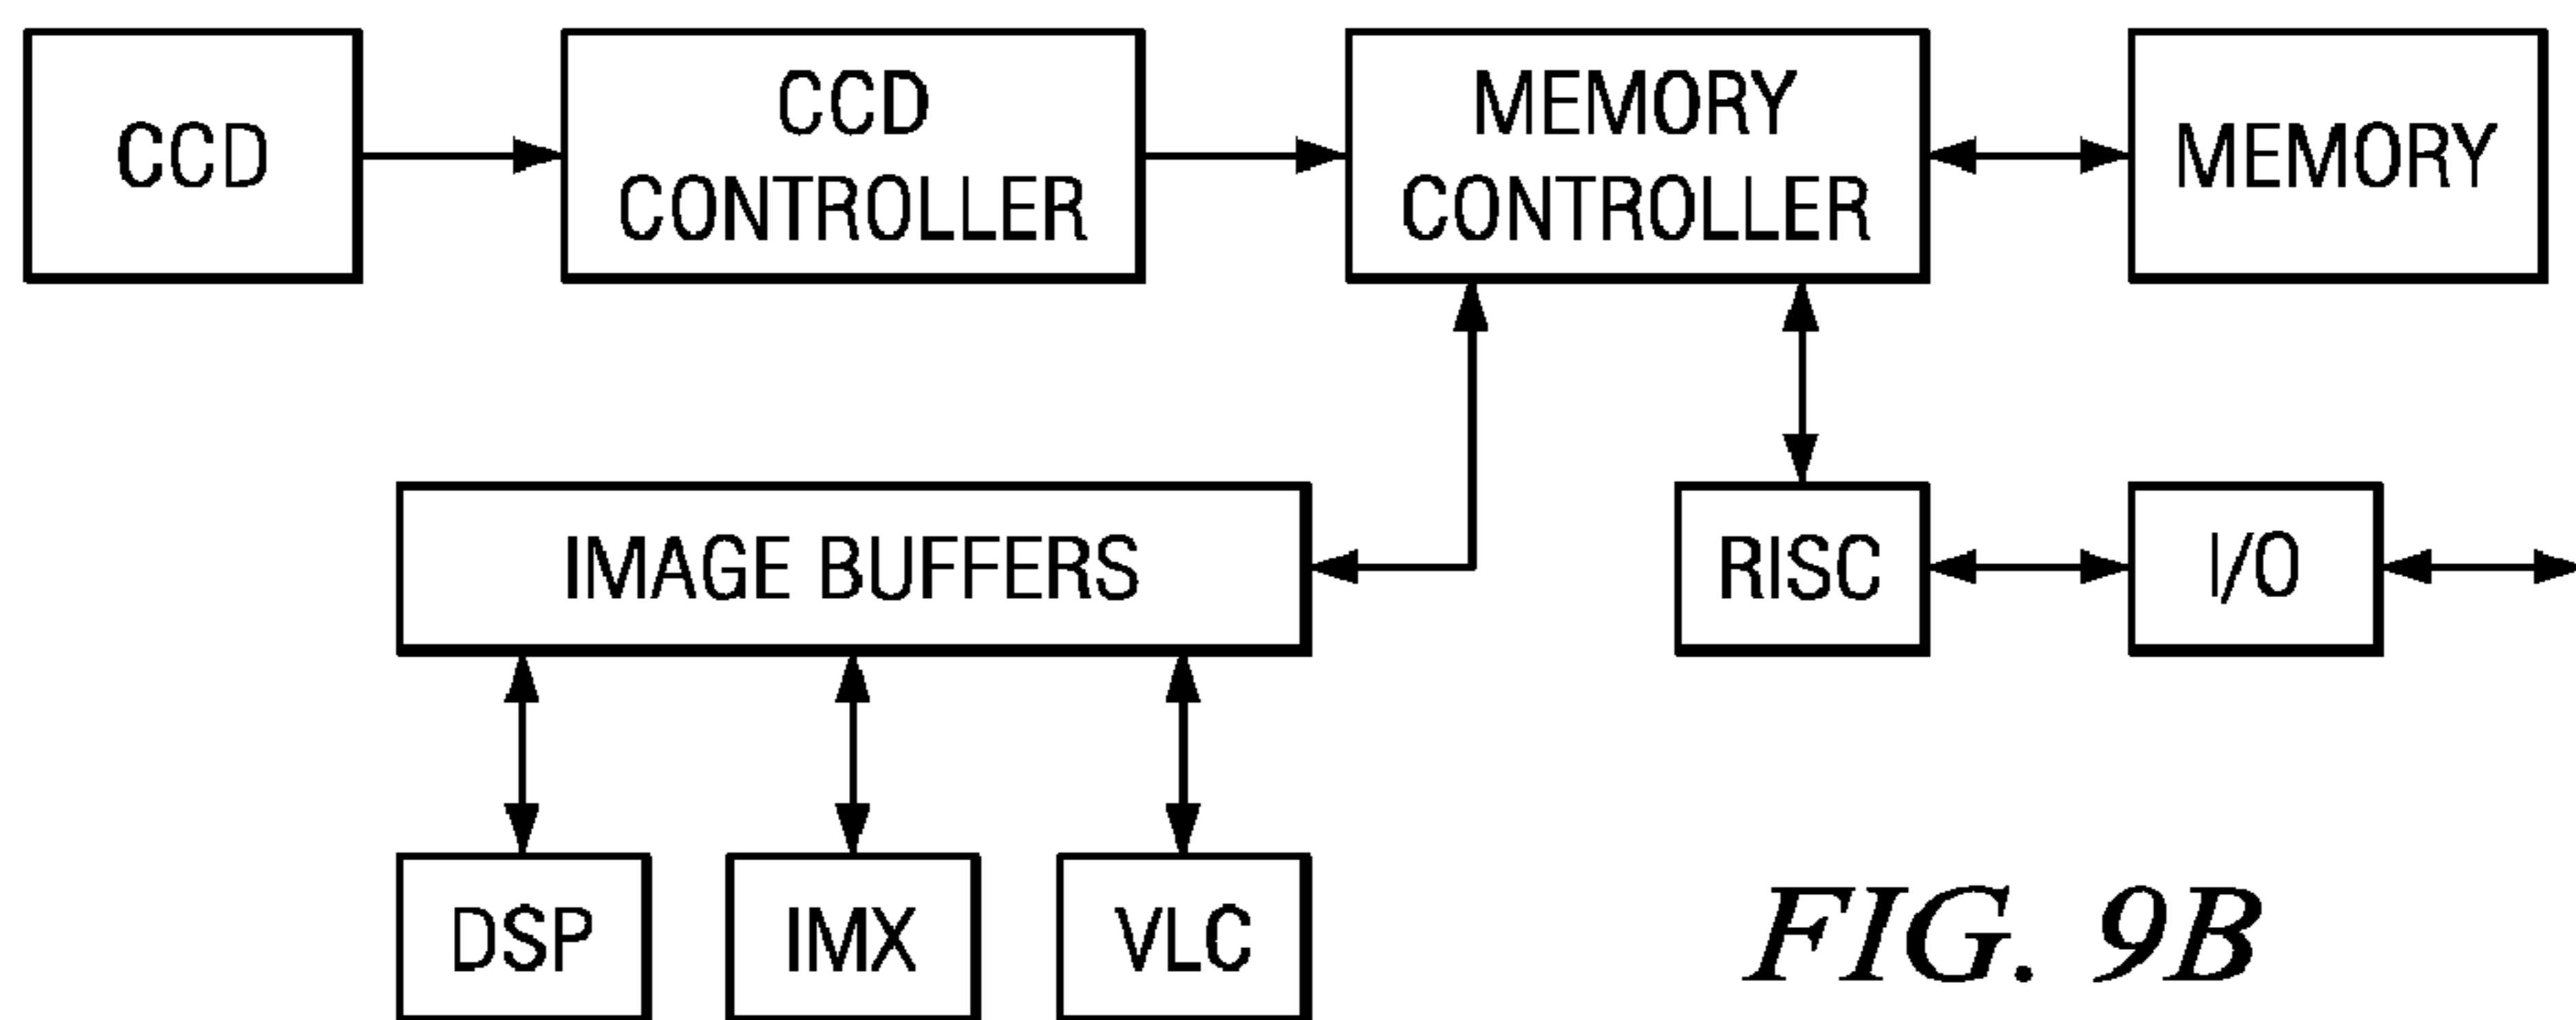 CCD
CCD
CONTROLLER
MEMORY
CONTROLLER
MEMORY
IMAGE BUFFERS
RISC
I/O
DSP
IMX
VLC
FIG. 9B